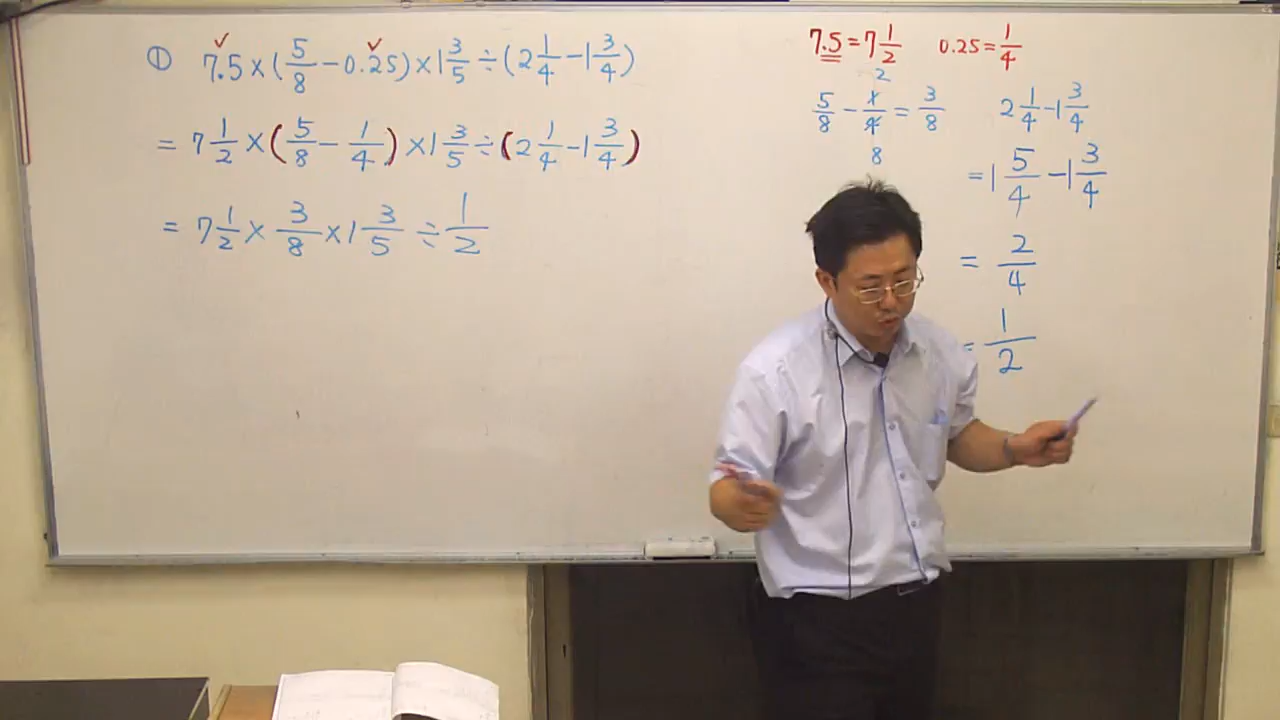 ① 7.5×(5/8-0.25)×1 3/5÷(2 1/4-1 3/4)
= 7 1/2×(5/8-1/4)×1 3/5÷(2 1/4-1 3/4)
= 7 1/2×3/8×1 3/5÷1/2
7.5=7 1/2 0.25=1/4
2
5/8-1/4=3/8
8
2 1/4-1 3/4
=1 5/4-1 3/4
= 2/4
= 1/2